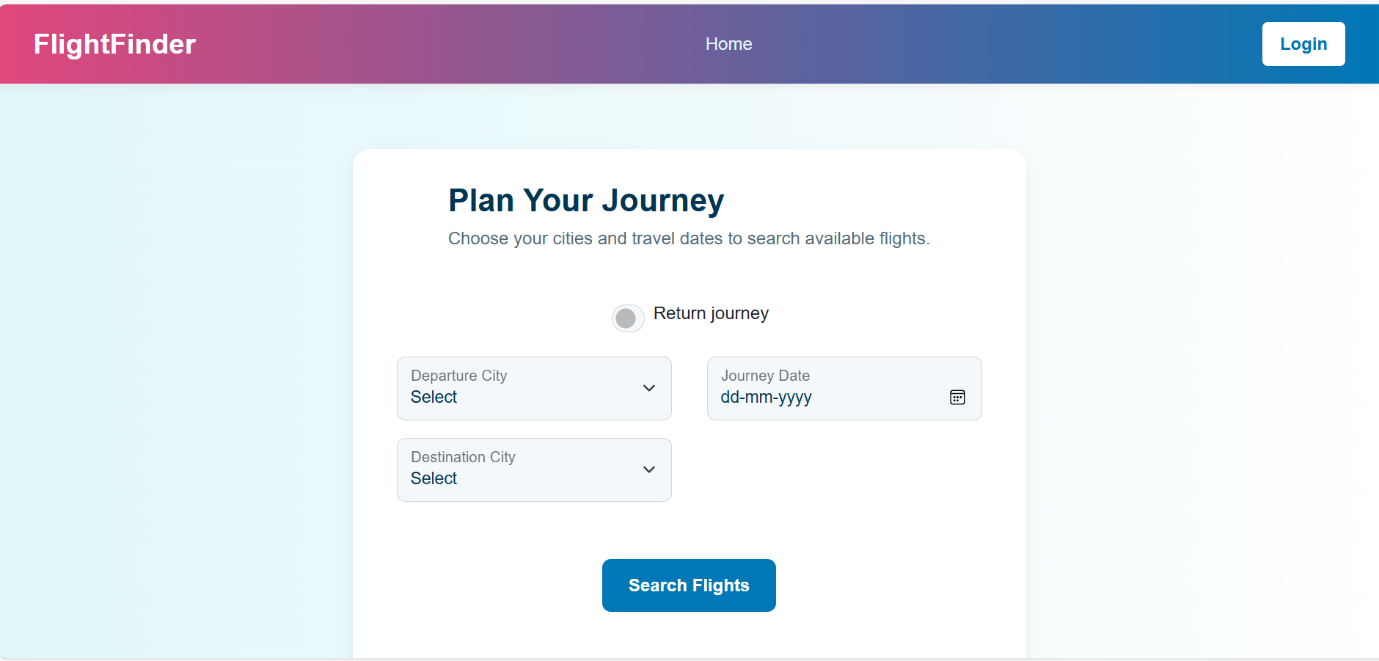 FlightFinder
Home
Login
Plan Your Journey
Choose your cities and travel dates to search available flights.
Return journey
Departure City
Select
Journey Date
dd-mm-yyyy
Destination City
Select
Search Flights